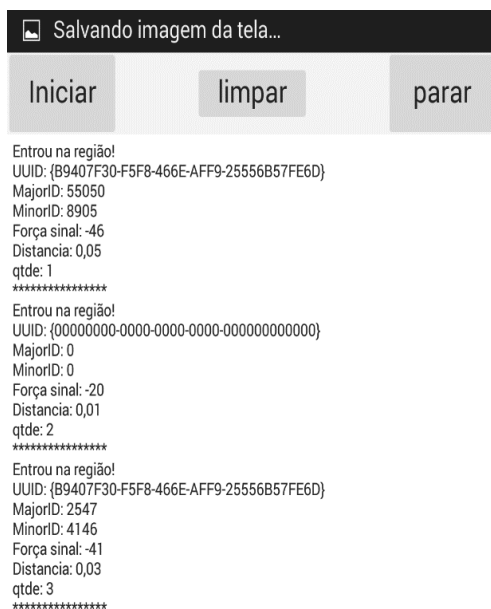 Salvando imagem da tela...
Iniciar limpar parar
Entrou na região!
UUID: {B9407F30-F5F8-466E-AFF9-25556B57FE6D}
MajorID: 55050
MinorID: 8905
Força sinal: -46
Distancia: 0,05
qtde: 1
****************
Entrou na região!
UUID: {00000000-0000-0000-0000-000000000000}
MajorID: 0
MinorID: 0
Força sinal: -20
Distancia: 0,01
qtde: 2
****************
Entrou na região!
UUID: {B9407F30-F5F8-466E-AFF9-25556B57FE6D}
MajorID: 2547
MinorID: 4146
Força sinal: -41
Distancia: 0,03
qtde: 3
****************